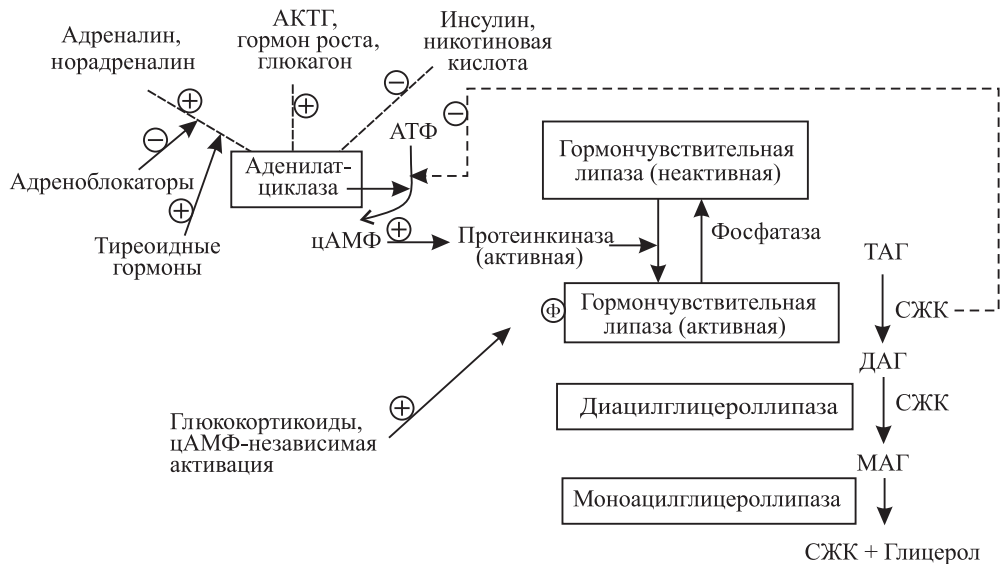 Адреналин,
норадреналин
АКТГ,
гормон роста,
глюкагон
Инсулин,
никотиновая
кислота
+
+
−
−
−
АТФ
Адреноблокаторы
Аденилат-
циклаза
Гормончувствительная
липаза (неактивная)
+
Тиреоидные
гормоны
цАМФ
+
Протеинкиназа
(активная)
Фосфатаза
ТАГ
Ф
Гормончувствительная
липаза (активная)
СЖК
ДАГ
+
Глюкокортикоиды,
цАМФ-независимая
активация
Диацилглицероллипаза
СЖК
МАГ
Моноацилглицероллипаза
СЖК + Глицерол